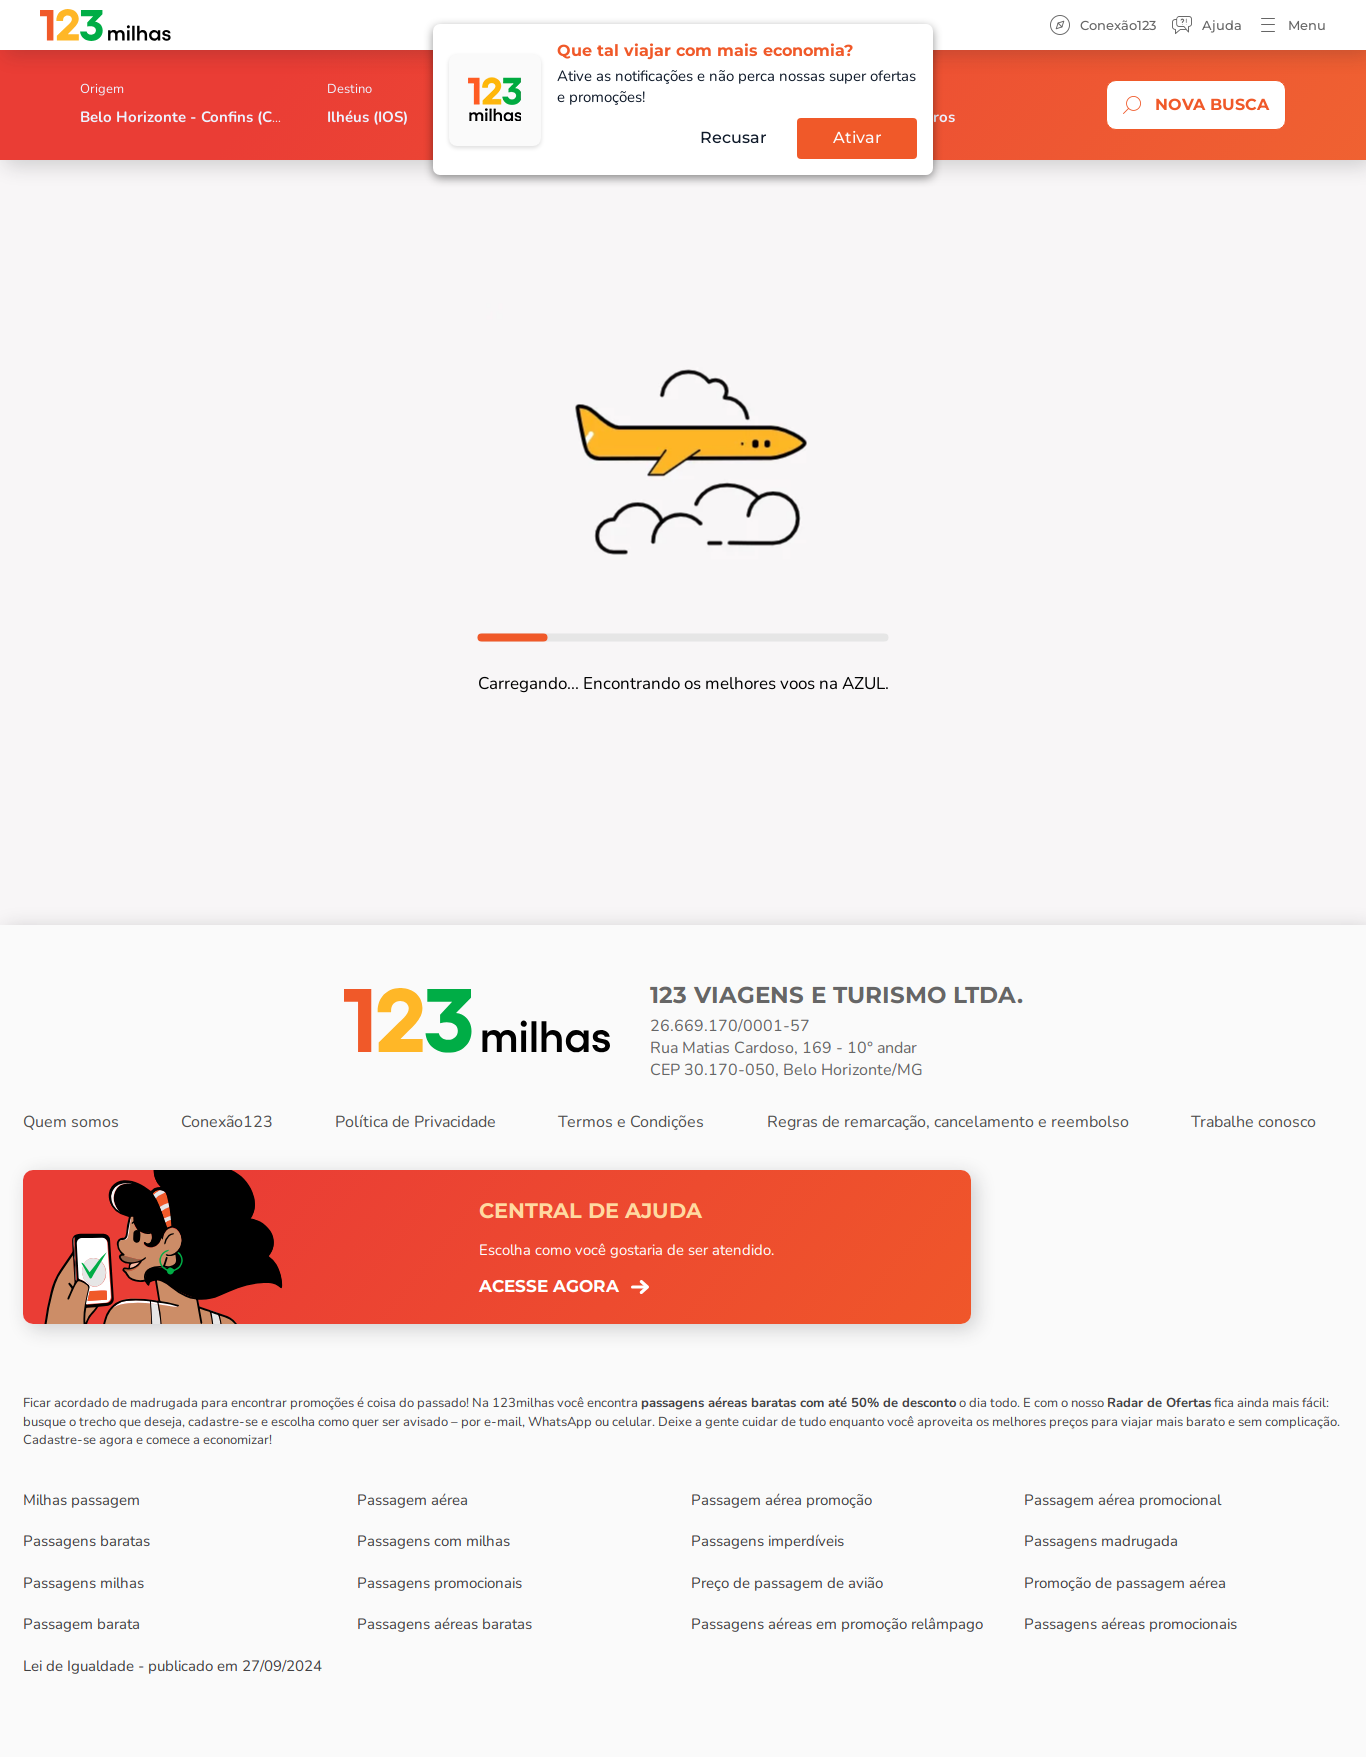 123 milhas
Conexão123
Ajuda
Menu
Origem
Belo Horizonte - Confins (C...
Destino
Ilhéus (IOS)
ros
NOVA BUSCA
123
milhas
Que tal viajar com mais economia?
Ative as notificações e não perca nossas super ofertas
e promoções!
Recusar
Ativar
Carregando... Encontrando os melhores voos na AZUL.
123 milhas
123 VIAGENS E TURISMO LTDA.
26.669.170/0001-57
Rua Matias Cardoso, 169 - 10° andar
CEP 30.170-050, Belo Horizonte/MG
Quem somos
Conexão123
Política de Privacidade
Termos e Condições
Regras de remarcação, cancelamento e reembolso
Trabalhe conosco
CENTRAL DE AJUDA
Escolha como você gostaria de ser atendido.
ACESSE AGORA
Ficar acordado de madrugada para encontrar promoções é coisa do passado! Na 123milhas você encontra passagens aéreas baratas com até 50% de desconto o dia todo. E com o nosso Radar de Ofertas fica ainda mais fácil:
busque o trecho que deseja, cadastre-se e escolha como quer ser avisado – por e-mail, WhatsApp ou celular. Deixe a gente cuidar de tudo enquanto você aproveita os melhores preços para viajar mais barato e sem complicação.
Cadastre-se agora e comece a economizar!
Milhas passagem
Passagem aérea
Passagem aérea promoção
Passagem aérea promocional
Passagens baratas
Passagens com milhas
Passagens imperdíveis
Passagens madrugada
Passagens milhas
Passagens promocionais
Preço de passagem de avião
Promoção de passagem aérea
Passagem barata
Passagens aéreas baratas
Passagens aéreas em promoção relâmpago
Passagens aéreas promocionais
Lei de Igualdade - publicado em 27/09/2024